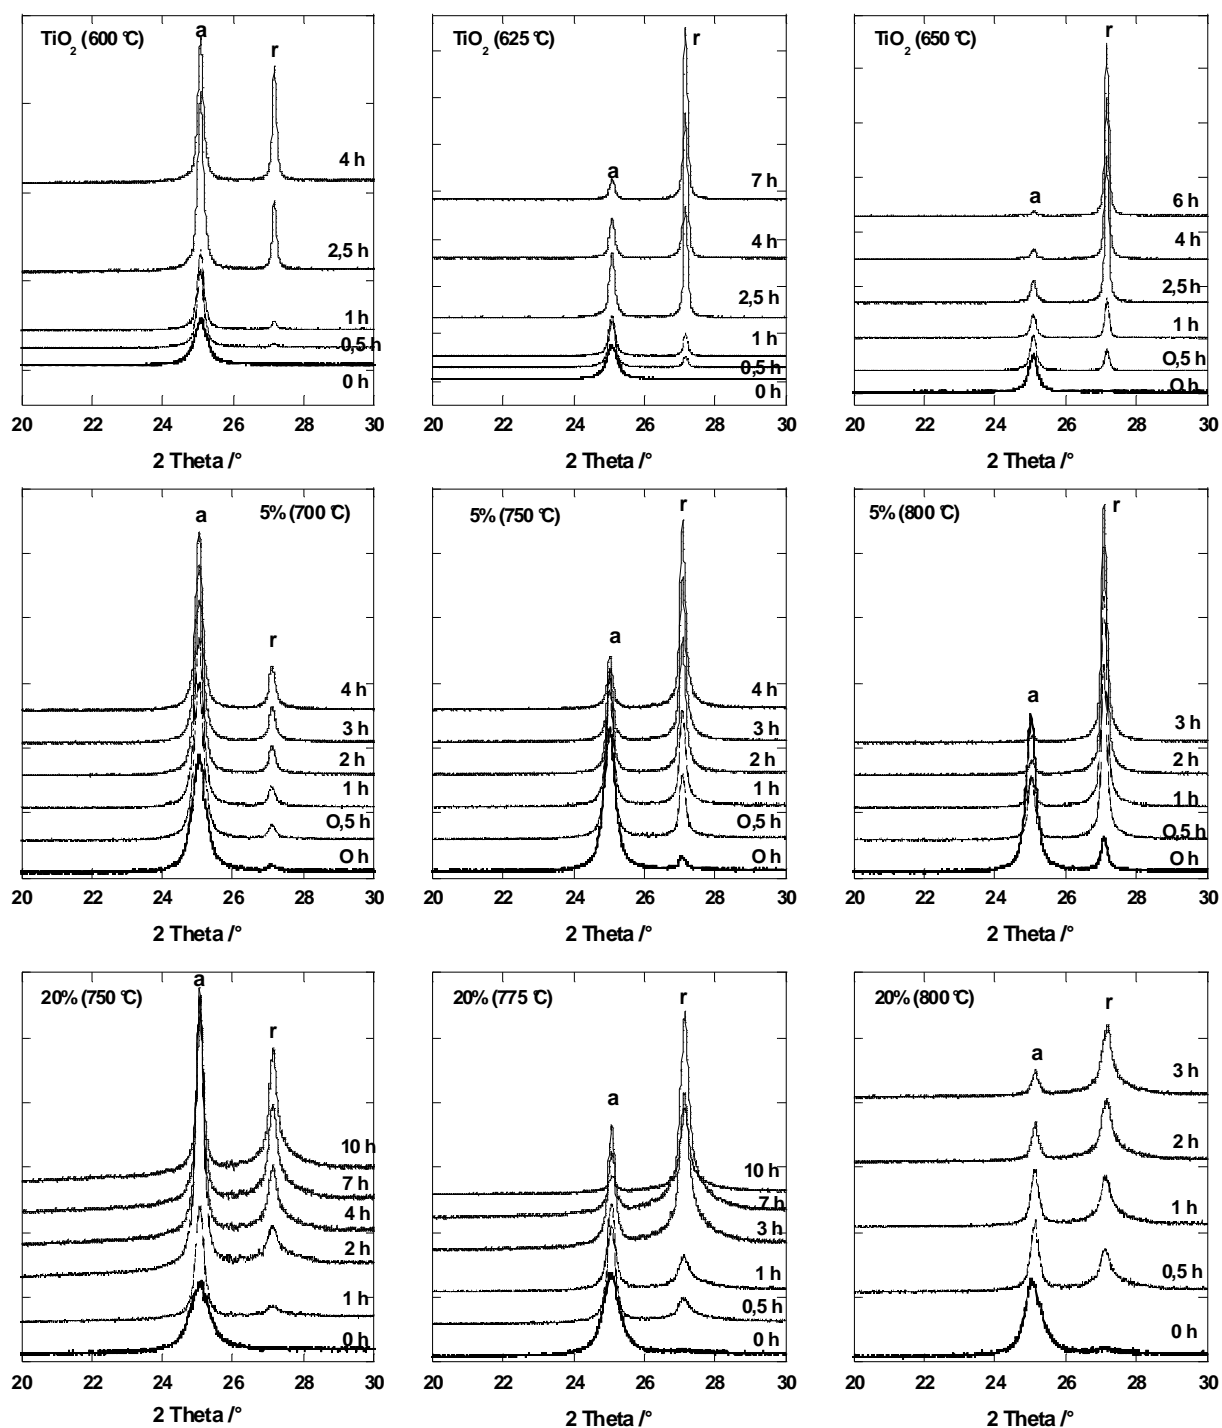 TiO2 (600 °C)
a
r
4 h
2,5 h
1 h
0,5 h
0 h
20 22 24 26 28 30
2 Theta /°
TiO2 (625 °C)
r
a
7 h
4 h
2,5 h
1 h
0,5 h
0 h
20 22 24 26 28 30
2 Theta /°
TiO2 (650 °C)
r
a
6 h
4 h
2,5 h
1 h
O,5 h
O h
20 22 24 26 28 30
2 Theta /°
5% (700 °C)
a
r
4 h
3 h
2 h
1 h
O,5 h
O h
20 22 24 26 28 30
2 Theta /°
5% (750 °C)
r
a
4 h
3 h
2 h
1 h
O,5 h
O h
20 22 24 26 28 30
2 Theta /°
5% (800 °C)
r
a
3 h
2 h
1 h
O,5 h
O h
20 22 24 26 28 30
2 Theta /°
20% (750 °C)
a
r
10 h
7 h
4 h
2 h
1 h
0 h
20 22 24 26 28 30
2 Theta /°
20% (775 °C)
r
a
10 h
7 h
3 h
1 h
0,5 h
0 h
20 22 24 26 28 30
2 Theta /°
20% (800 °C)
r
a
3 h
2 h
1 h
0,5 h
0 h
20 22 24 26 28 30
2 Theta /°